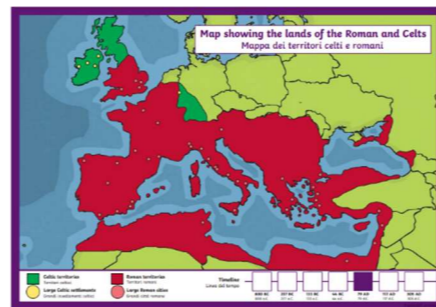 Map showing the lands of the Roman and Celts
Mappa dei territori celti e romani
Celtic territories
Territori celtici
Large Celtic settlements
Grandi insediamenti celtici
Roman territories
Territori romani
Large Roman cities
Grandi città romane
Timeline
Linea del tempo